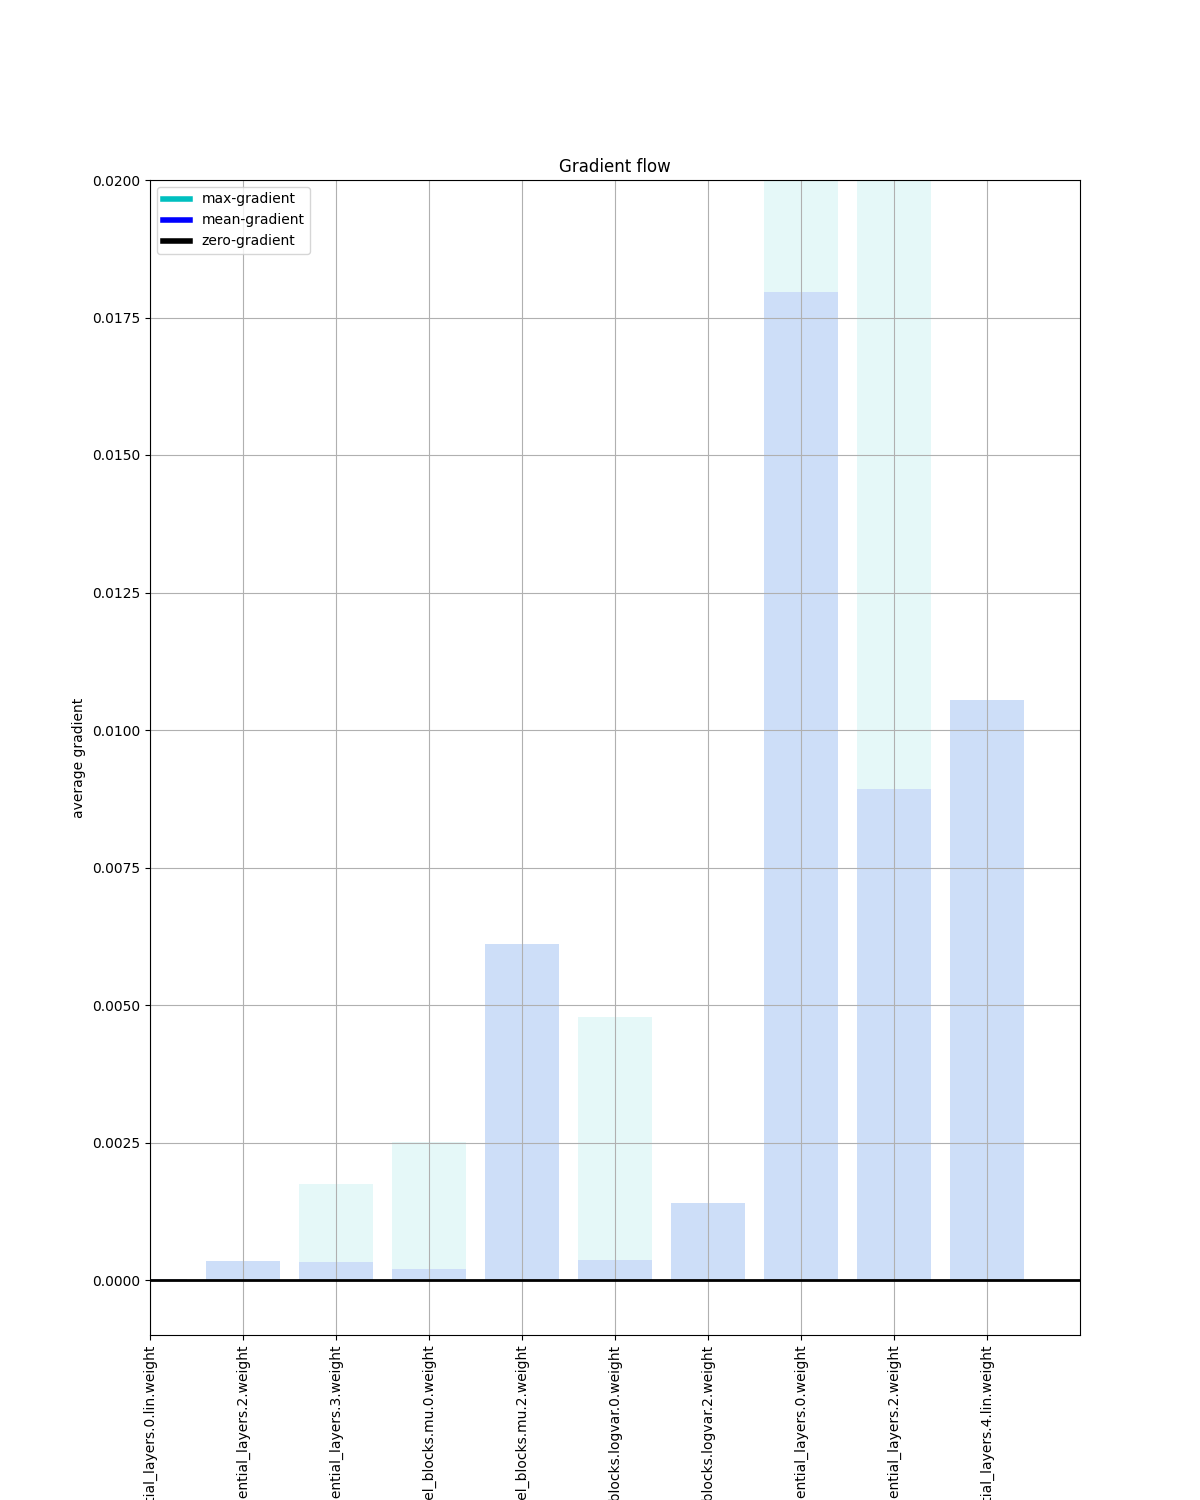 Gradient flow
max-gradient
mean-gradient
zero-gradient
0.0200
0.0175
0.0150
0.0125
0.0100
0.0075
0.0050
0.0025
0.0000
average gradient
tial_layers.0.lin.weight
ential_layers.2.weight
ential_layers.3.weight
el_blocks.mu.0.weight
el_blocks.mu.2.weight
blocks.logvar.0.weight
blocks.logvar.2.weight
ential_layers.0.weight
ential_layers.2.weight
tial_layers.4.lin.weight